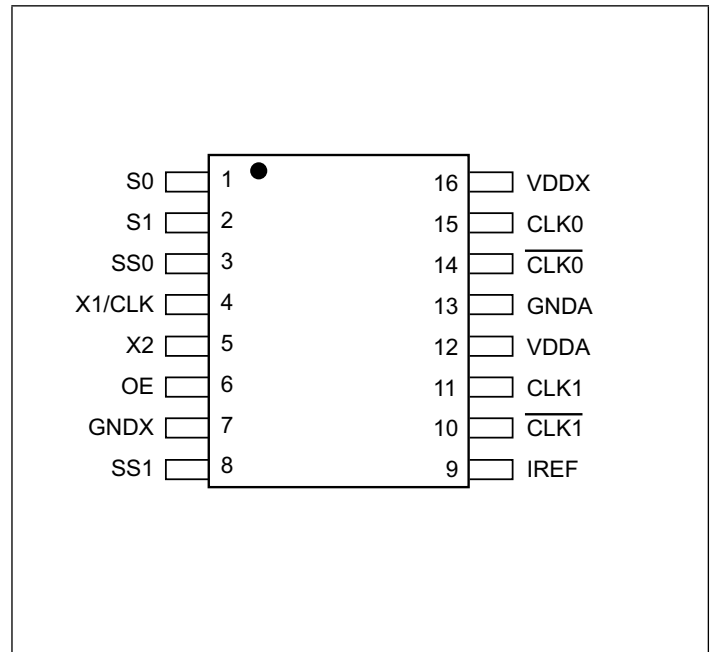 S0 1 16 VDDX
S1 2 15 CLK0
SS0 3 14 CLK0
X1/CLK 4 13 GNDA
X2 5 12 VDDA
OE 6 11 CLK1
GNDX 7 10 CLK1
SS1 8 9 IREF